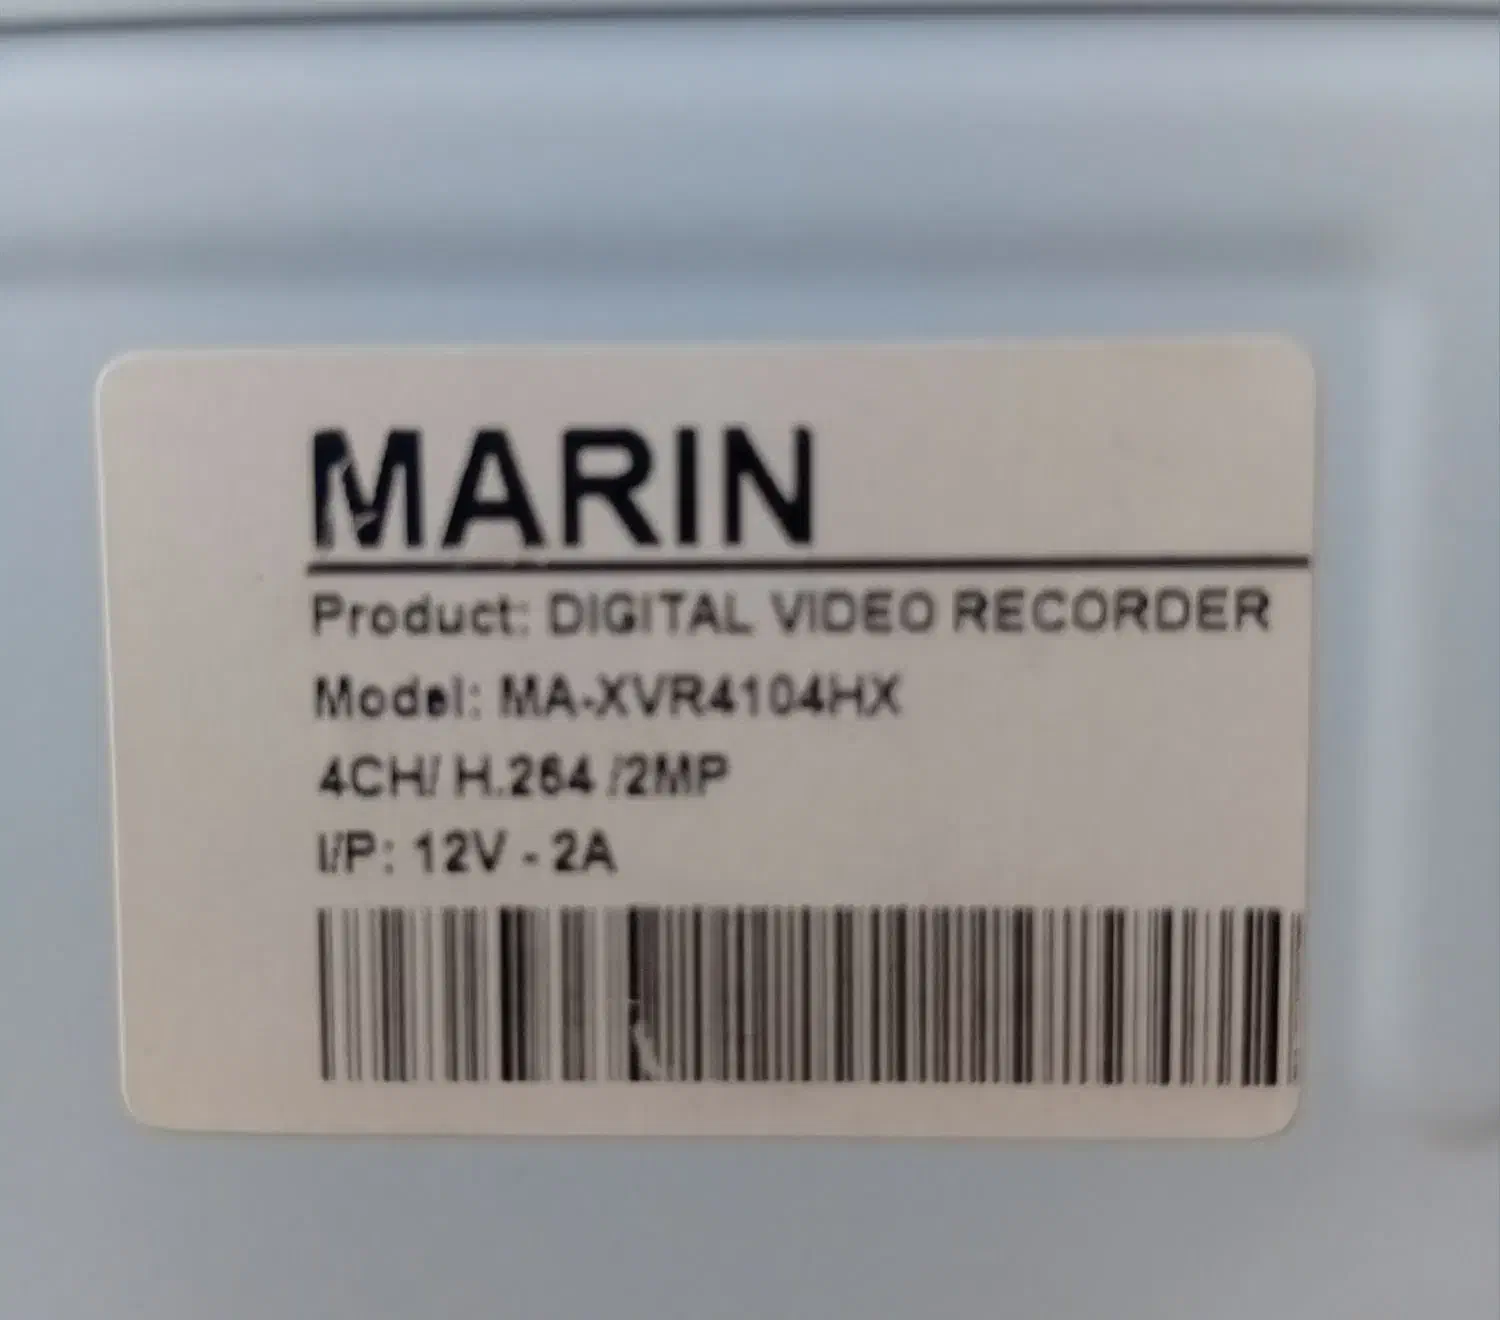 MARIN
Product: DIGITAL VIDEO RECORDER
Model: MA-XVR4104HX
4CH/ H.264 /2MP
I/P: 12V - 2A